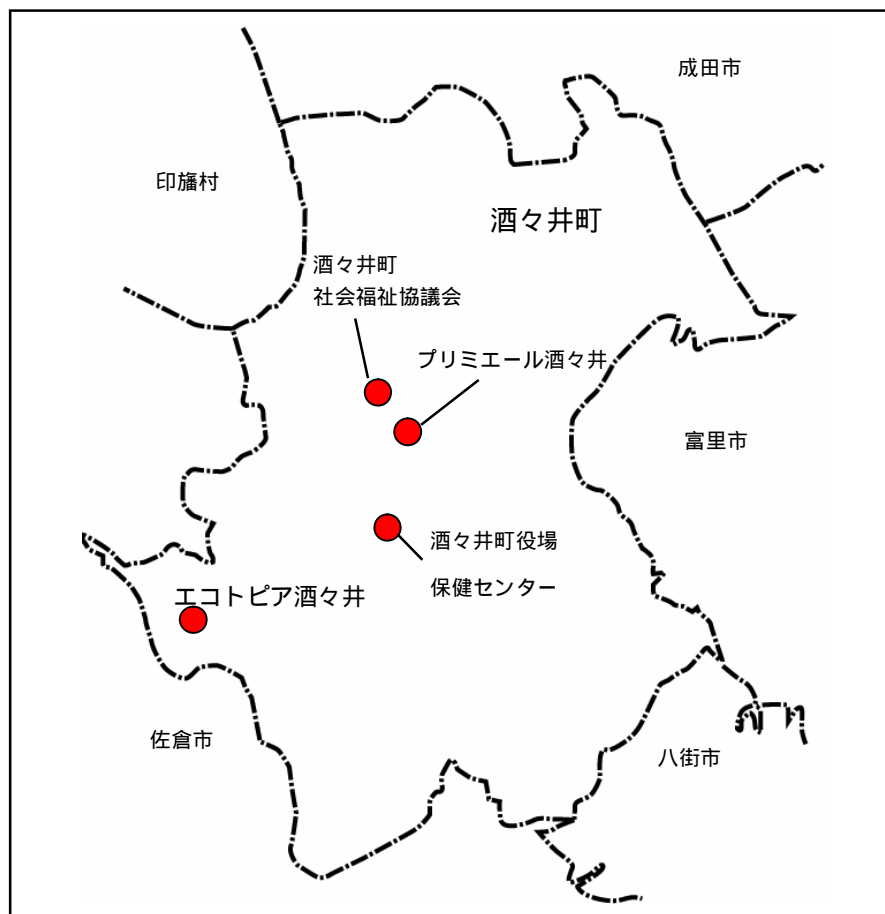 成田市
印旛村
酒々井町
酒々井町
社会福祉協議会
プリミエール酒々井
富里市
酒々井町役場
保健センター
エコトピア酒々井
佐倉市
八街市